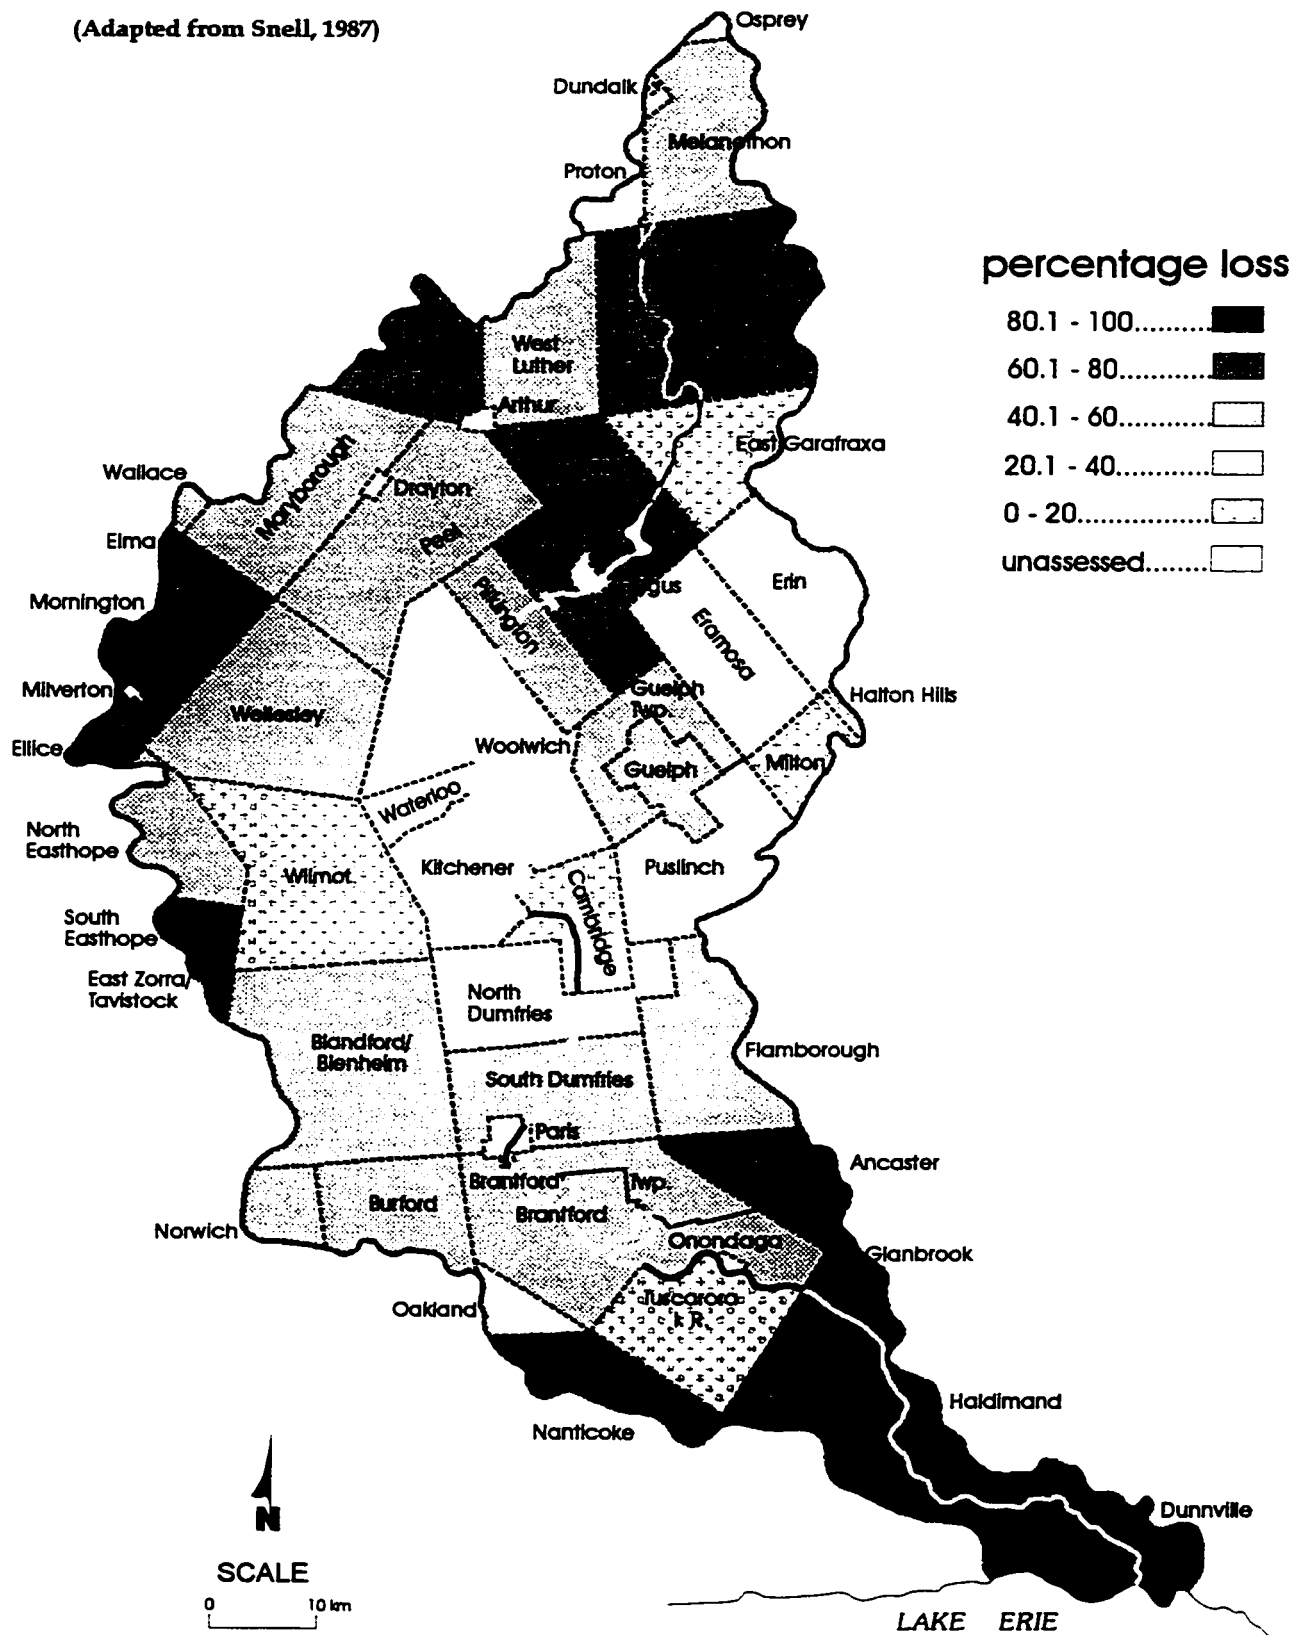 (Adapted from Snell, 1987)
Osprey
Dundalk
Melancthon
Proton
percentage loss
80.1 - 100..........
60.1 - 80............
40.1 - 60............
20.1 - 40............
0 - 20.................
unassessed........
West
Luther
Arthur
East Garafraxa
Wallace
Maryborough
Drayton
Elma
Peel
Mornington
Pilkington
gus
Erin
Eramosa
Milverton
Wellesley
Guelph
Twp.
Halton Hills
Ellice
Woolwich
Guelph
Milton
Waterloo
North
Easthope
Wilmot
Kitchener
Cambridge
Puslinch
South
Easthope
East Zorra/
Tavistock
North
Dumfries
Blandford/
Blenheim
Flamborough
South Dumfries
Paris
Ancaster
Brantford
Twp.
Burford
Brantford
Norwich
Onondaga
Glanbrook
Oakland
Tuscarora
k R.
Haldimand
Nanticoke
Dunnville
N
SCALE
0 10 km
LAKE ERIE